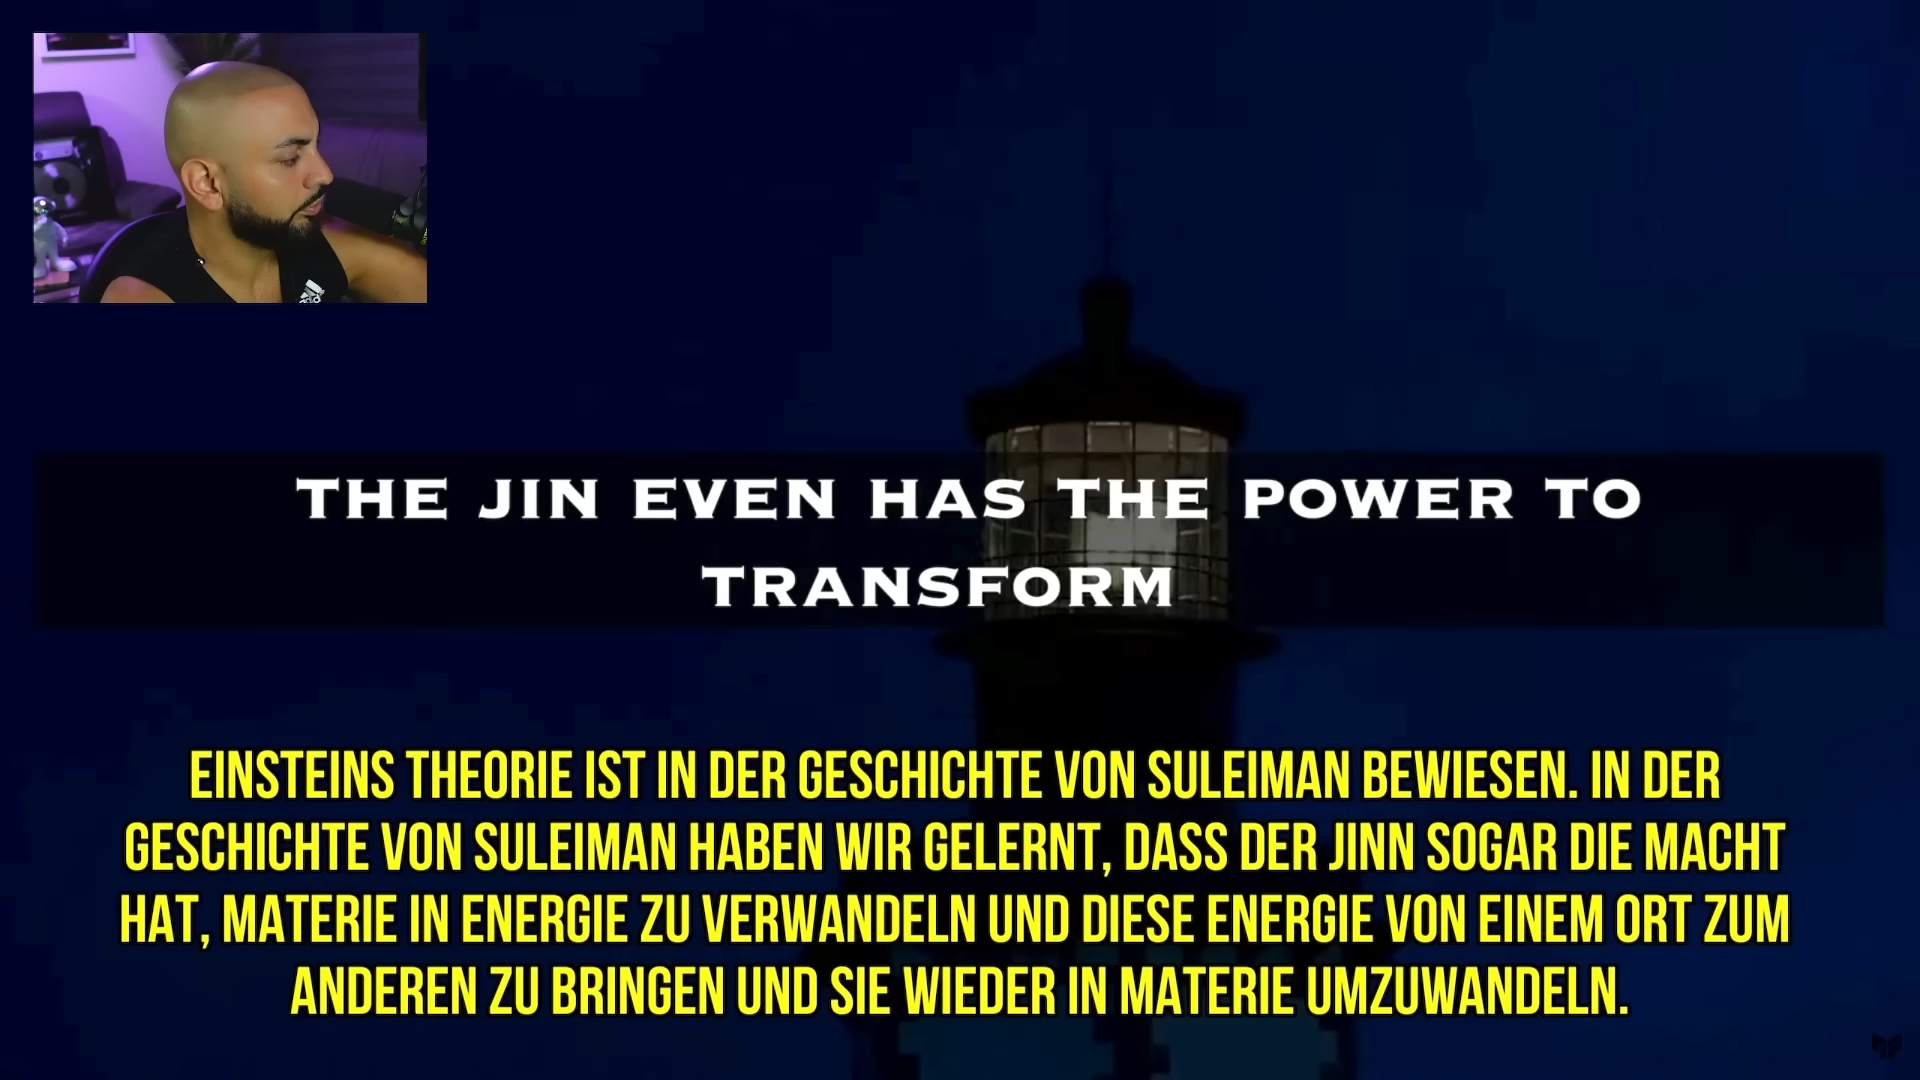 THE JIN EVEN HAS THE POWER TO
TRANSFORM
EINSTEINS THEORIE IST IN DER GESCHICHTE VON SULEIMAN BEWIESEN. IN DER
GESCHICHTE VON SULEIMAN HABEN WIR GELERNT, DASS DER JINN SOGAR DIE MACHT
HAT, MATERIE IN ENERGIE ZU VERWANDELN UND DIESE ENERGIE VON EINEM ORT ZUM
ANDEREN ZU BRINGEN UND SIE WIEDER IN MATERIE UMZUWANDELN.